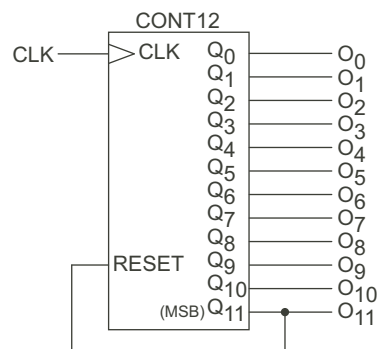 CONT12
CLK CLK Q0 O0
Q1 O1
Q2 O2
Q3 O3
Q4 O4
Q5 O5
Q6 O6
Q7 O7
Q8 O8
RESET Q9 O9
Q10 O10
(MSB) Q11 O11